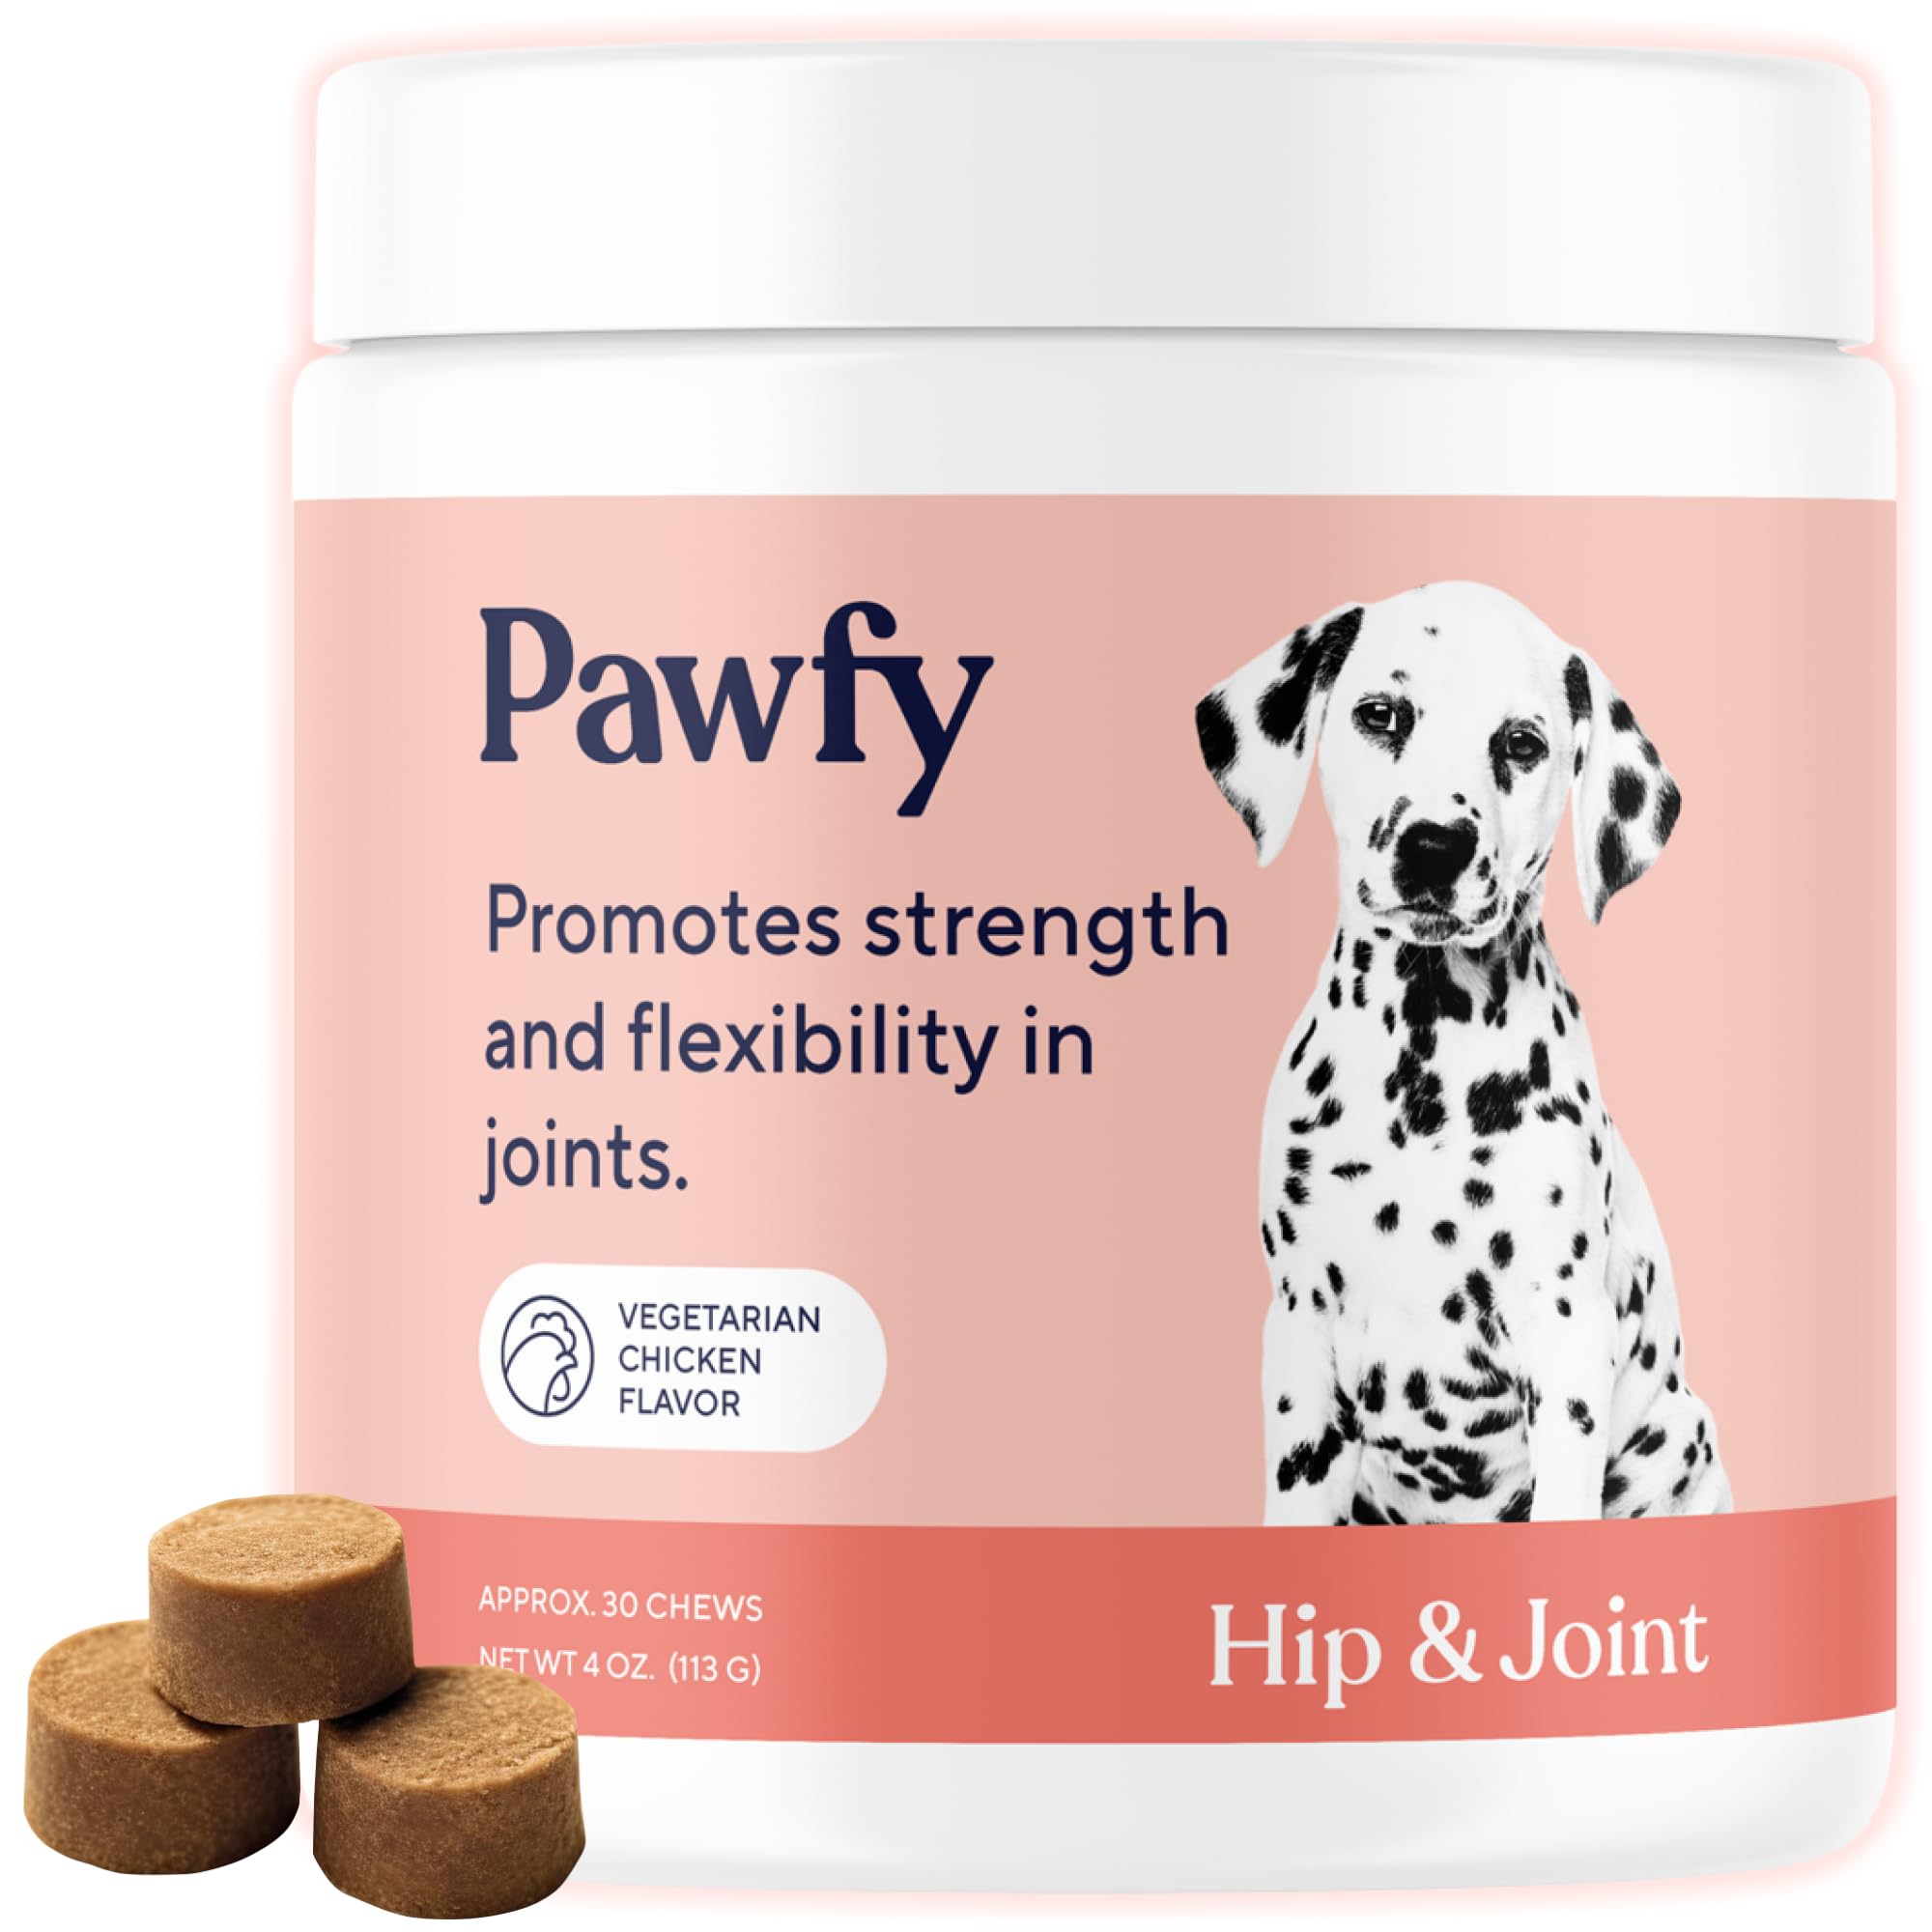 Pawfy
Promotes strength
and flexibility in
joints.
VEGETARIAN
CHICKEN
FLAVOR
APPROX. 30 CHEWS
NET WT 4 OZ. (113 G)
Hip & Joint